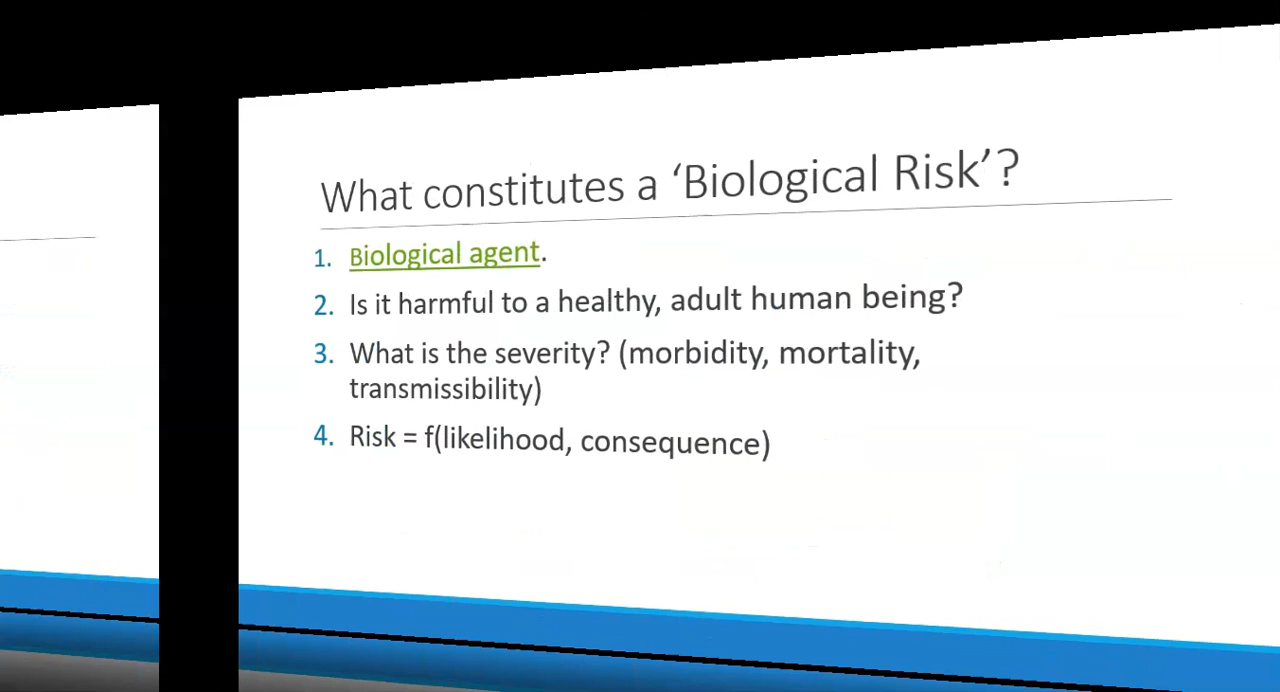 What constitutes a ‘Biological Risk’?
1. Biological agent.
2. Is it harmful to a healthy, adult human being?
3. What is the severity? (morbidity, mortality,
transmissibility)
4. Risk = f(likelihood, consequence)